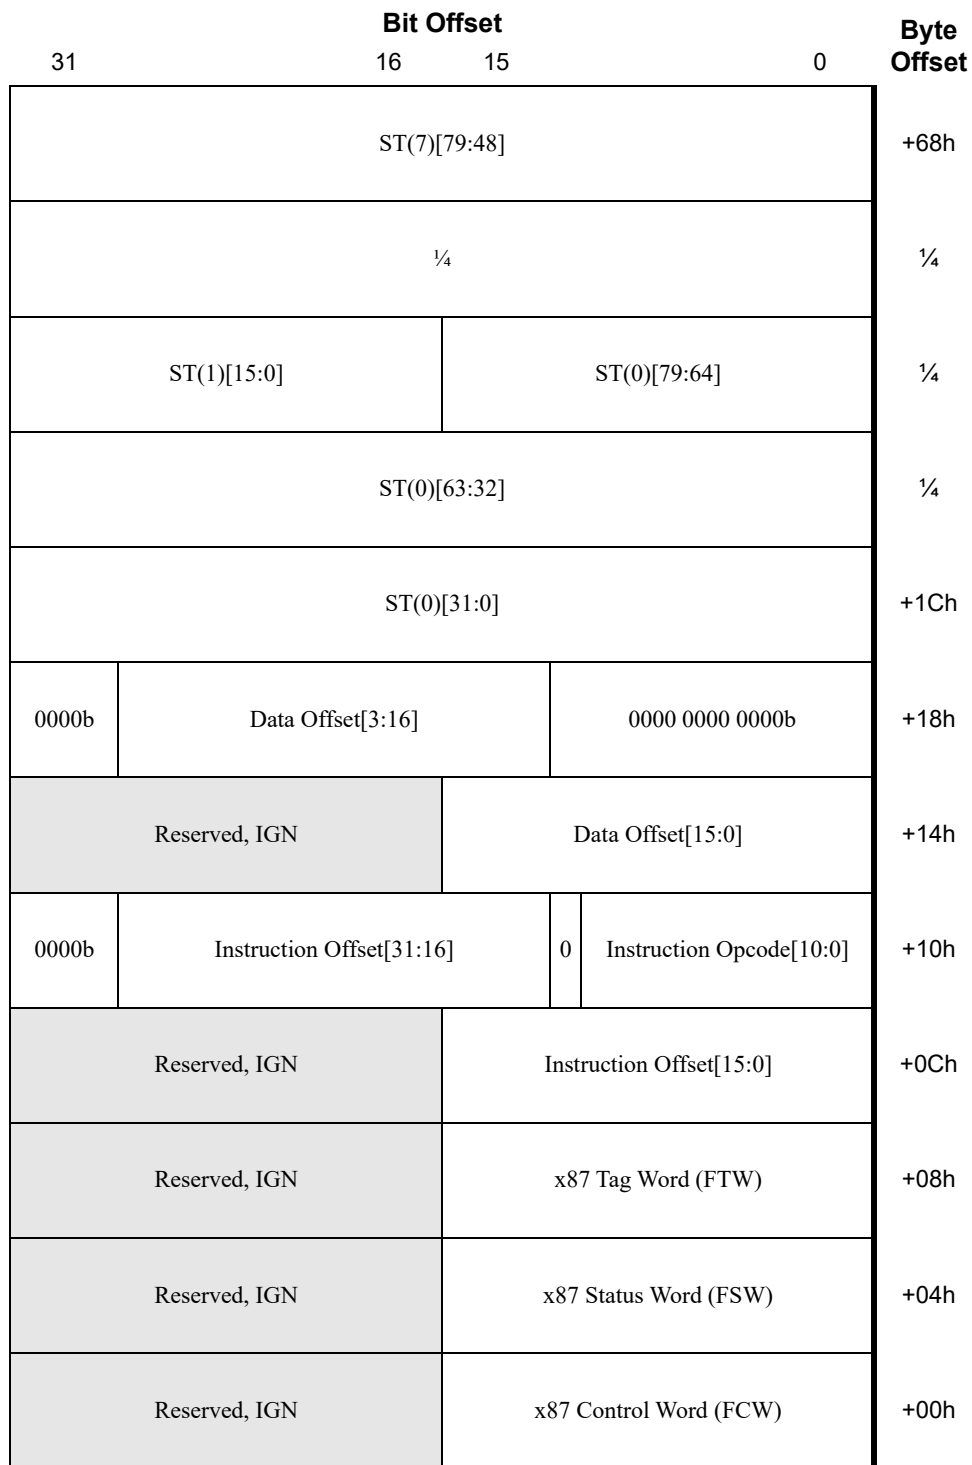 Bit Offset
Byte Offset
31 16 15 0
ST(7)[79:48] +68h
¼ ¼
ST(1)[15:0] ST(0)[79:64] ¼
ST(0)[63:32] ¼
ST(0)[31:0] +1Ch
0000b Data Offset[3:16] 0000 0000 0000b +18h
Reserved, IGN Data Offset[15:0] +14h
0000b Instruction Offset[31:16] 0 Instruction Opcode[10:0] +10h
Reserved, IGN Instruction Offset[15:0] +0Ch
Reserved, IGN x87 Tag Word (FTW) +08h
Reserved, IGN x87 Status Word (FSW) +04h
Reserved, IGN x87 Control Word (FCW) +00h